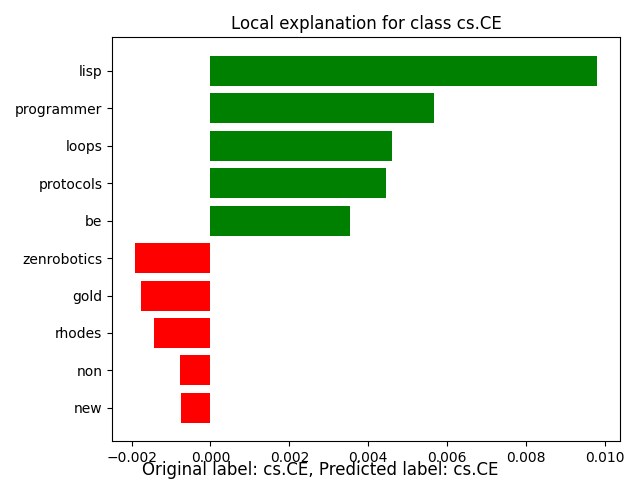 Local explanation for class cs.CE
lisp
programmer
loops
protocols
be
zenrobotics
gold
rhodes
non
new
−0.002 0.000 0.002 0.004 0.006 0.008 0.010
Original label: cs.CE, Predicted label: cs.CE